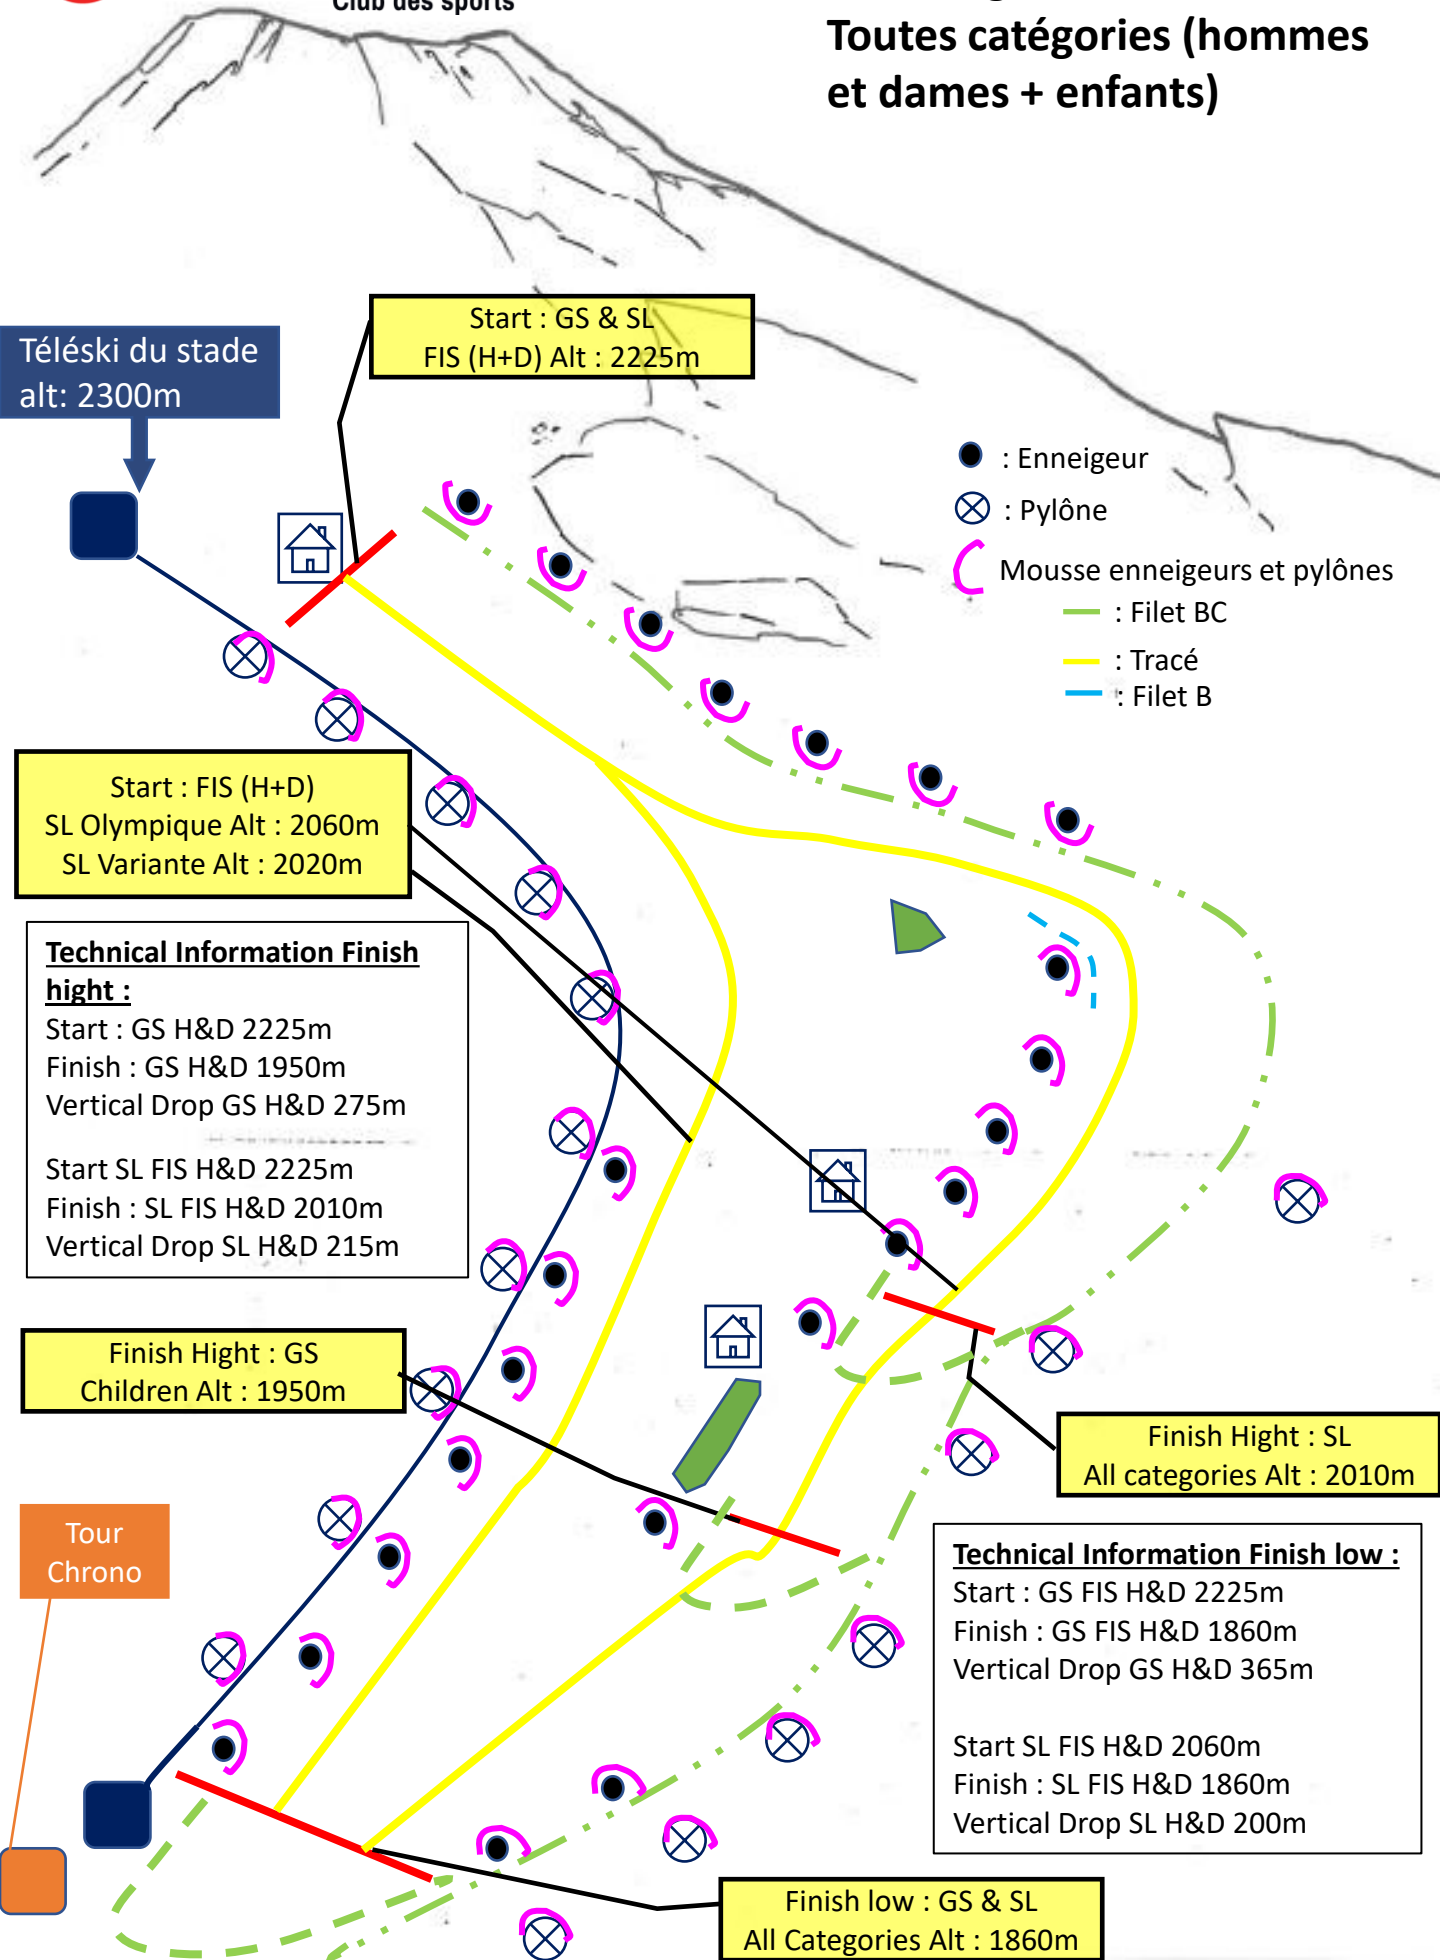 Club des sports
Toutes catégories (hommes
et dames + enfants)
Start : GS & SL
FIS (H+D) Alt : 2225m
Téléski du stade
alt: 2300m
: Enneigeur
: Pylône
Mousse enneigeurs et pylônes
: Filet BC
: Tracé
: Filet B
Start : FIS (H+D)
SL Olympique Alt : 2060m
SL Variante Alt : 2020m
Technical Information Finish
hight :
Start : GS H&D 2225m
Finish : GS H&D 1950m
Vertical Drop GS H&D 275m
Start SL FIS H&D 2225m
Finish : SL FIS H&D 2010m
Vertical Drop SL H&D 215m
Finish Hight : GS
Children Alt : 1950m
Finish Hight : SL
All categories Alt : 2010m
Tour
Chrono
Technical Information Finish low :
Start : GS FIS H&D 2225m
Finish : GS FIS H&D 1860m
Vertical Drop GS H&D 365m
Start SL FIS H&D 2060m
Finish : SL FIS H&D 1860m
Vertical Drop SL H&D 200m
Finish low : GS & SL
All Categories Alt : 1860m